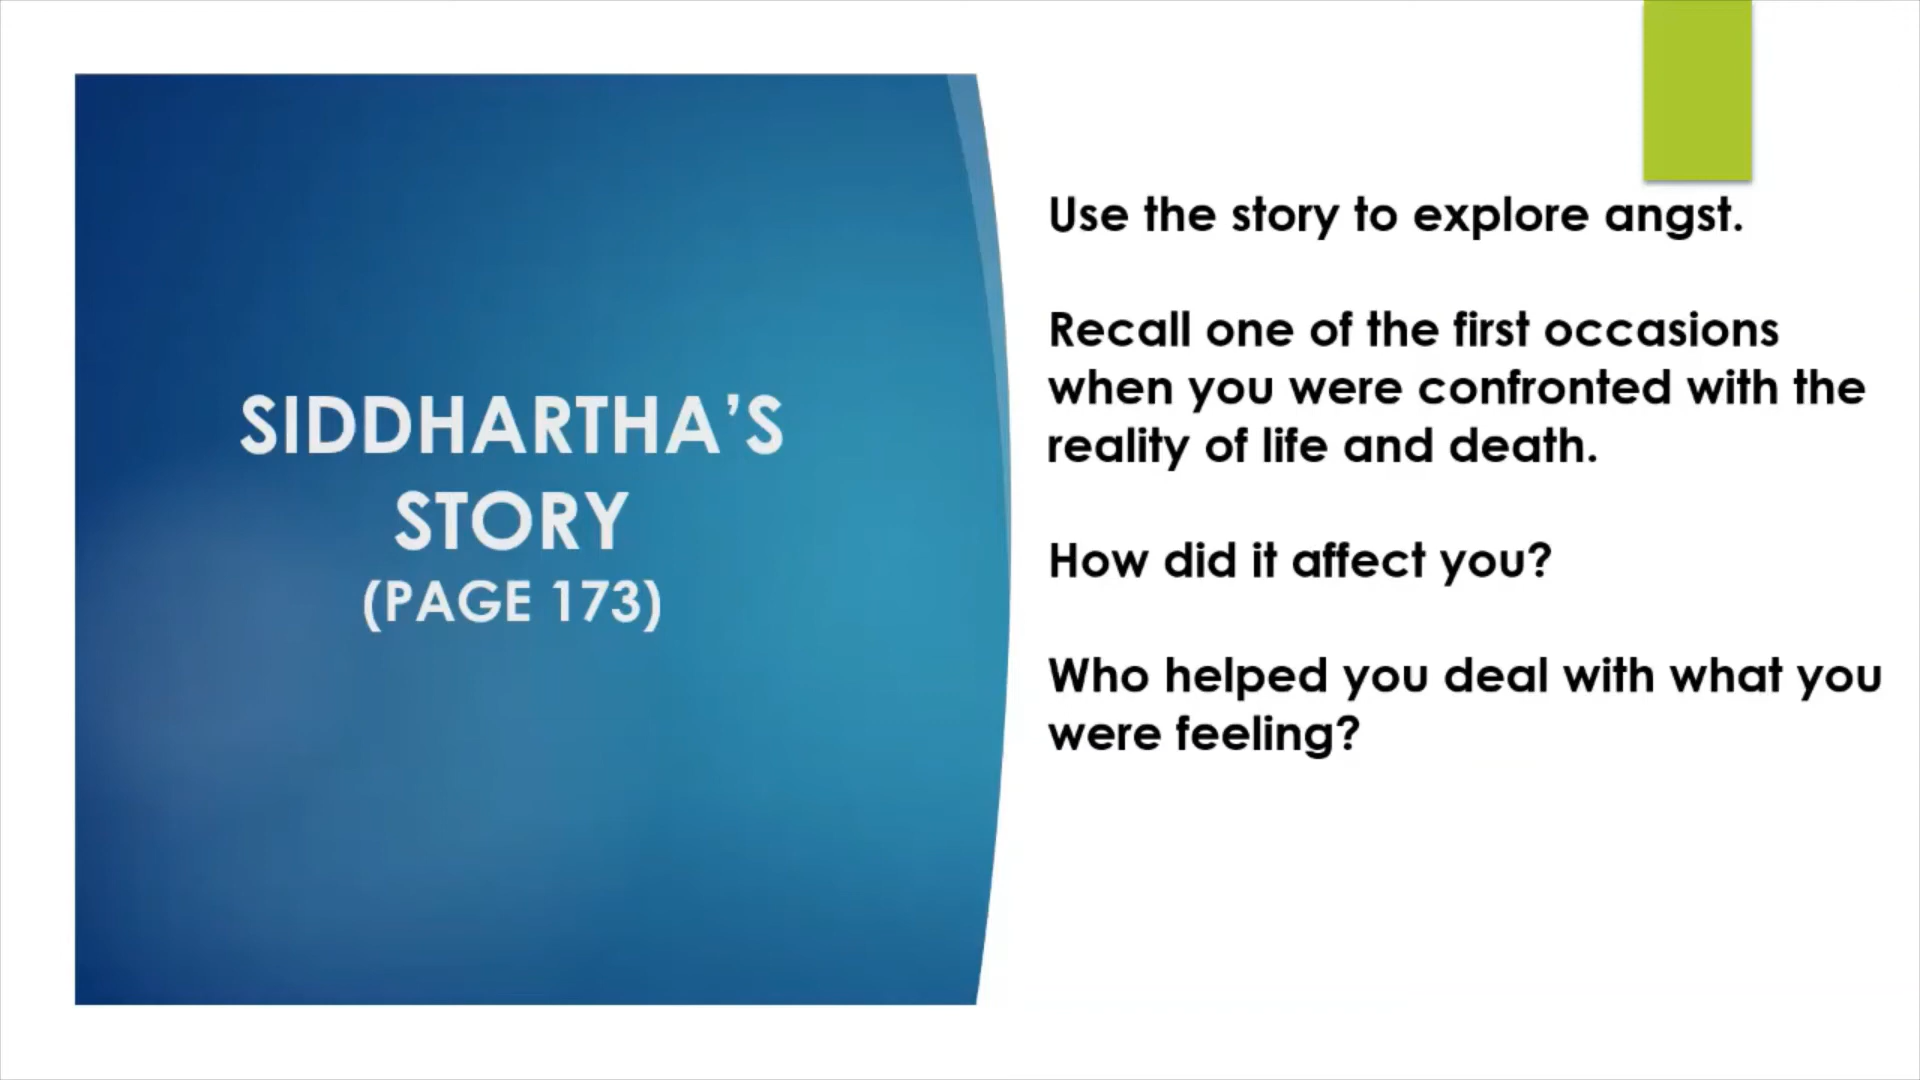 SIDDHARTHA’S
STORY
(PAGE 173)
Use the story to explore angst.
Recall one of the first occasions
when you were confronted with the
reality of life and death.
How did it affect you?
Who helped you deal with what you
were feeling?